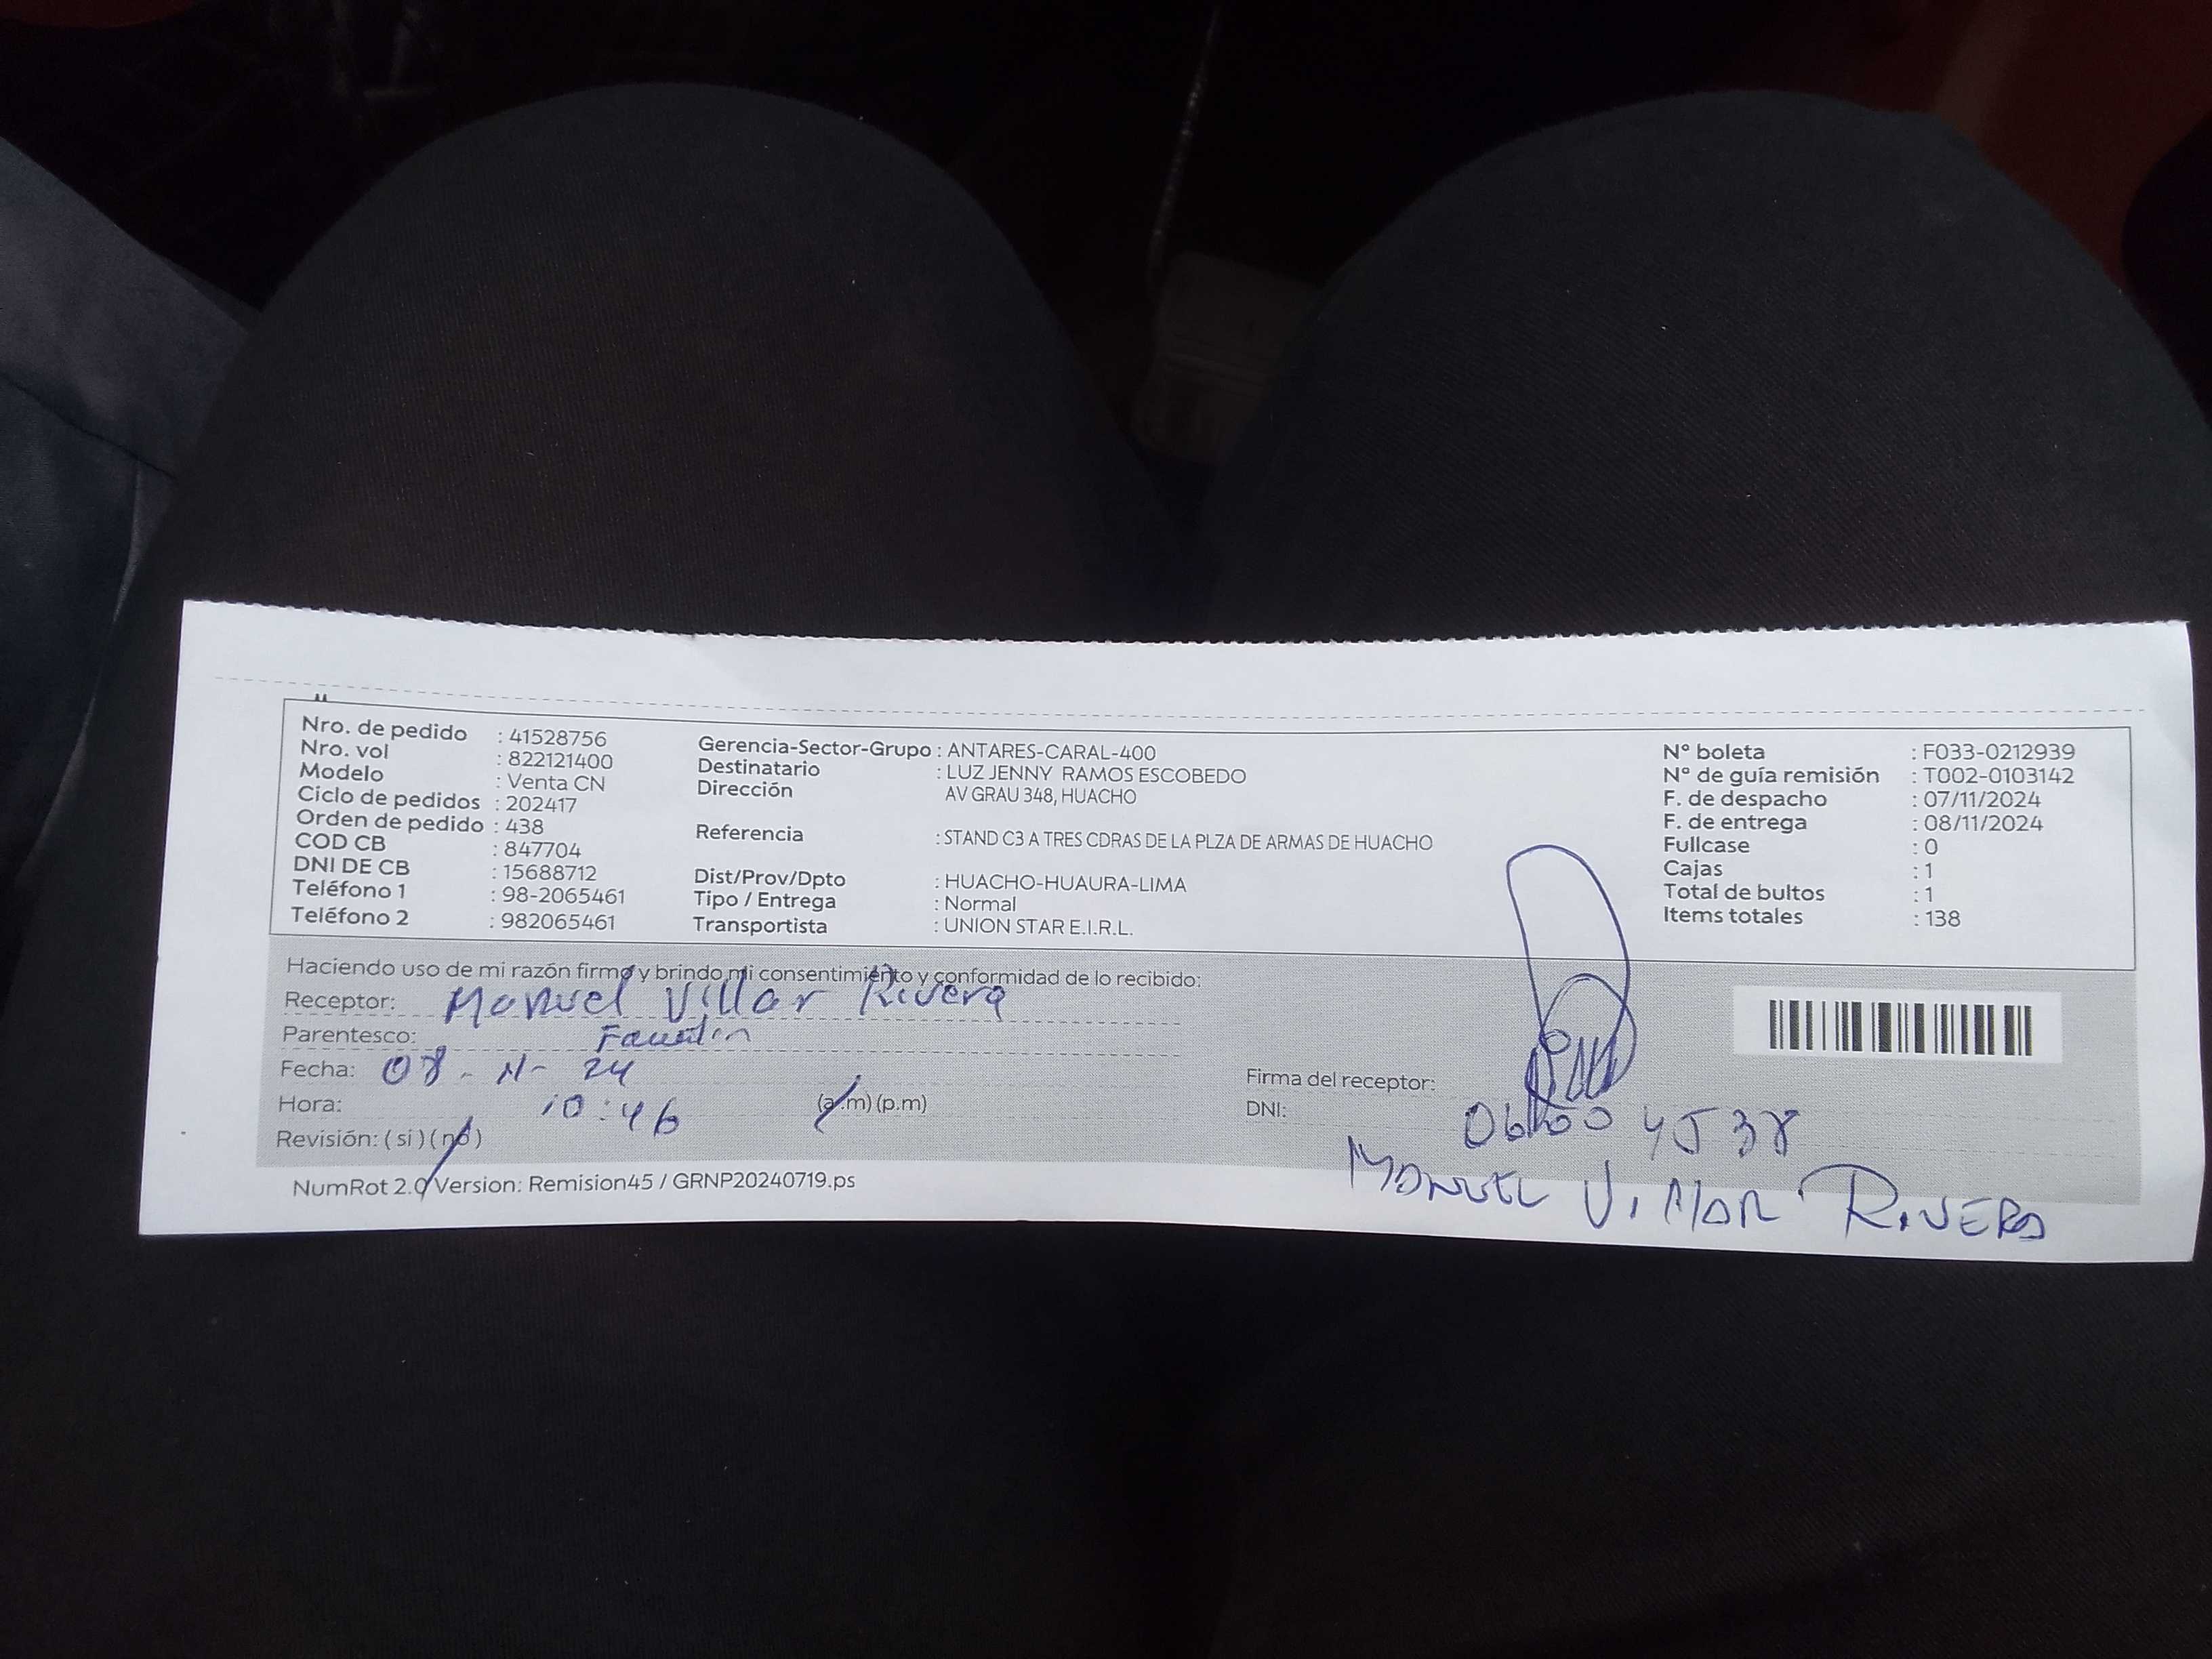 Nro. de pedido : 41528756
Nro. vol : 822121400
Modelo : Venta CN
Ciclo de pedidos : 202417
Orden de pedido : 438
COD CB : 847704
DNI DE CB : 15688712
Teléfono 1 : 98-2065461
Teléfono 2 : 982065461
Gerencia-Sector-Grupo : ANTARES-CARAL-400
Destinatario : LUZ JENNY RAMOS ESCOBEDO
Dirección AV GRAU 348, HUACHO
Referencia : STAND C3 A TRES CDRAS DE LA PLZA DE ARMAS DE HUACHO
Dist/Prov/Dpto : HUACHO-HUAURA-LIMA
Tipo / Entrega : Normal
Transportista : UNION STAR E.I.R.L.
N° boleta : F033-0212939
N° de guía remisión : T002-0103142
F. de despacho : 07/11/2024
F. de entrega : 08/11/2024
Fullcase : 0
Cajas : 1
Total de bultos : 1
Items totales : 138
Haciendo uso de mi razón firmo y brindo mi consentimiento y conformidad de lo recibido:
Receptor: Manuel Villar Rivera
Parentesco:
Fecha: 08-11-24
Hora: 10:46 (a.m) (p.m)
Revisión: ( si ) ( no )
Firma del receptor:
DNI:
MANUEL VILLAR RIVERA
NumRot 2.0 Version: Remision45 / GRNP20240719.ps